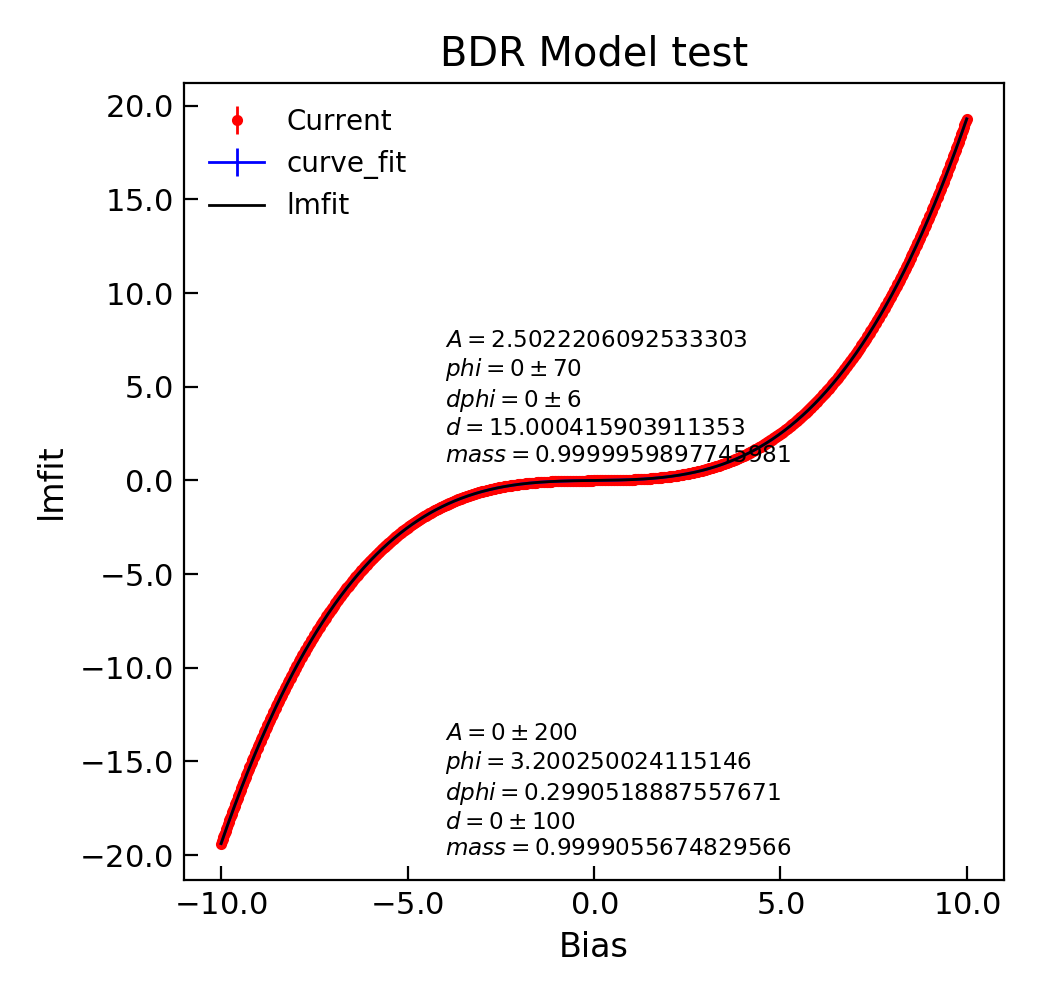 BDR Model test
20.0
15.0
10.0
5.0
0.0
−5.0
−10.0
−15.0
−20.0
lmfit
Current
curve_fit
lmfit
A = 2.5022206092533303
phi = 0 ± 70
dphi = 0 ± 6
d = 15.000415903911353
mass = 0.9999959897745981
A = 0 ± 200
phi = 3.200250024115146
dphi = 0.2990518887557671
d = 0 ± 100
mass = 0.9999055674829566
−10.0 −5.0 0.0 5.0 10.0
Bias